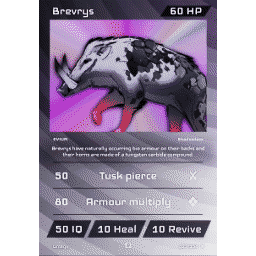 Brevrys
60 HP
Brevrys have naturally occurring bio armour on their backs and
their horns are made of a tungsten carbide compound.
50 Tusk pierce
80 Armour multiply
50 IQ
10 Heal
10 Revive